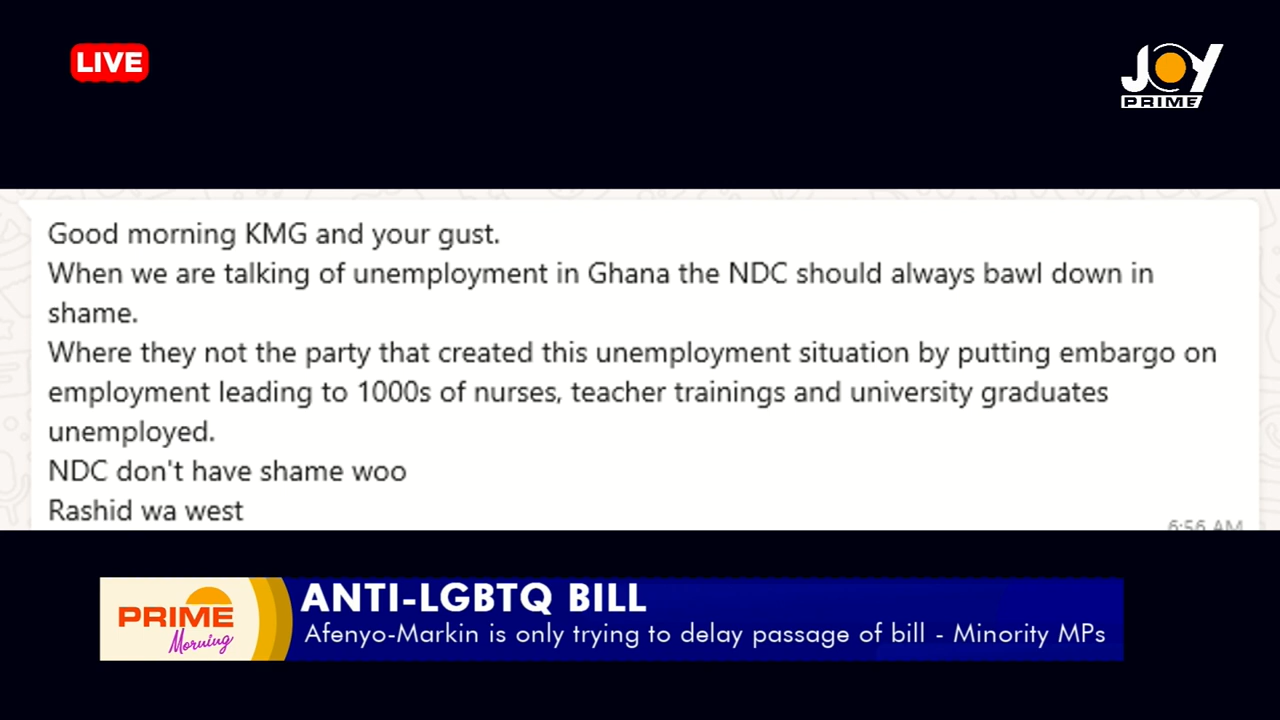 LIVE
JOY
PRIME
Good morning KMG and your gust.
When we are talking of unemployment in Ghana the NDC should always bawl down in
shame.
Where they not the party that created this unemployment situation by putting embargo on
employment leading to 1000s of nurses, teacher trainings and university graduates
unemployed.
NDC don't have shame woo
Rashid wa west
6:56 AM
PRIME
Morning
ANTI-LGBTQ BILL
Afenyo-Markin is only trying to delay passage of bill - Minority MPs